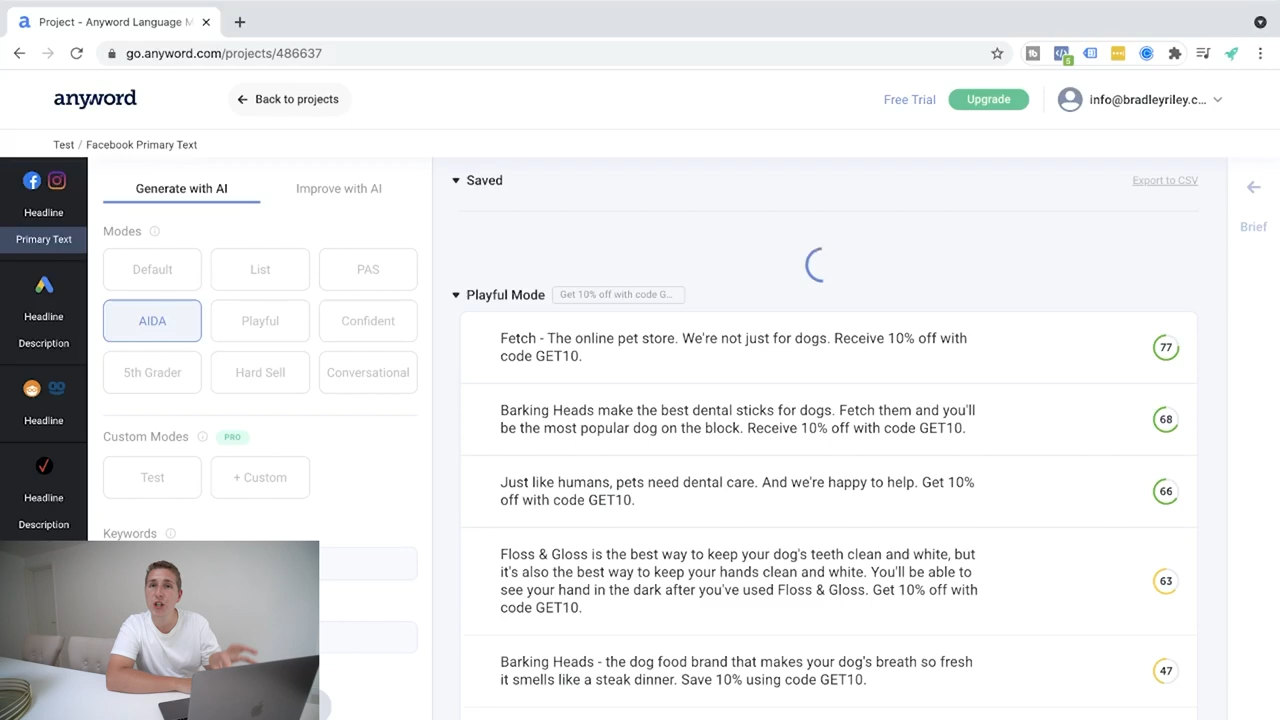 Project - Anyword Language M
go.anyword.com/projects/486637
5
anyword
Back to projects
Free Trial
Upgrade
info@bradleyriley.c...
Test / Facebook Primary Text
Headline
Primary Text
Headline
Description
Headline
Headline
Description
Generate with AI
Improve with AI
Modes
Default
List
PAS
AIDA
Playful
Confident
5th Grader
Hard Sell
Conversational
Custom Modes
PRO
Test
+ Custom
Keywords
Saved
Export to CSV
Playful Mode
Get 10% off with code G...
Fetch - The online pet store. We're not just for dogs. Receive 10% off with
code GET10.
77
Barking Heads make the best dental sticks for dogs. Fetch them and you'll
be the most popular dog on the block. Receive 10% off with code GET10.
68
Just like humans, pets need dental care. And we're happy to help. Get 10%
off with code GET10.
66
Floss & Gloss is the best way to keep your dog's teeth clean and white, but
it's also the best way to keep your hands clean and white. You'll be able to
see your hand in the dark after you've used Floss & Gloss. Get 10% off with
code GET10.
63
Barking Heads - the dog food brand that makes your dog's breath so fresh
it smells like a steak dinner. Save 10% using code GET10.
47
Brief